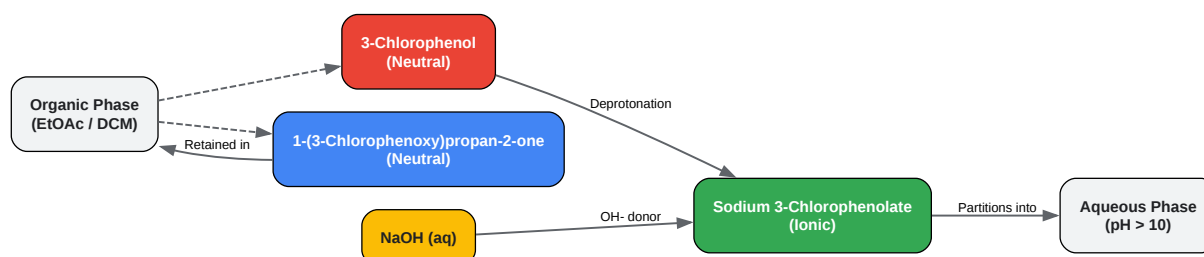 3-Chlorophenol
(Neutral)
Organic Phase
(EtOAc / DCM)
Deprotonation
Retained in
1-(3-Chlorophenoxy)propan-2-one
(Neutral)
NaOH (aq)
OH- donor
Sodium 3-Chlorophenolate
(Ionic)
Partitions into
Aqueous Phase
(pH > 10)